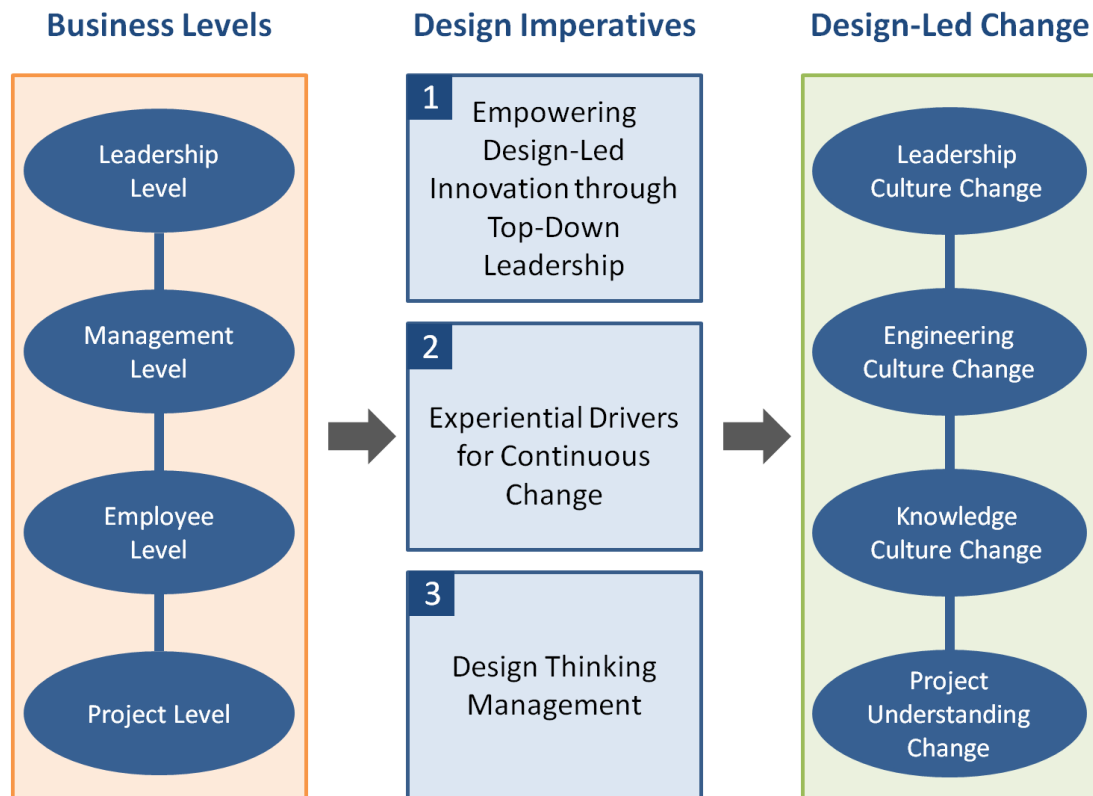 Business Levels
Leadership
Level
Management
Level
Employee
Level
Project Level
Design Imperatives
1
Empowering
Design-Led
Innovation through
Top-Down
Leadership
2
Experiential Drivers
for Continuous
Change
3
Design Thinking
Management
Design-Led Change
Leadership
Culture Change
Engineering
Culture Change
Knowledge
Culture Change
Project
Understanding
Change